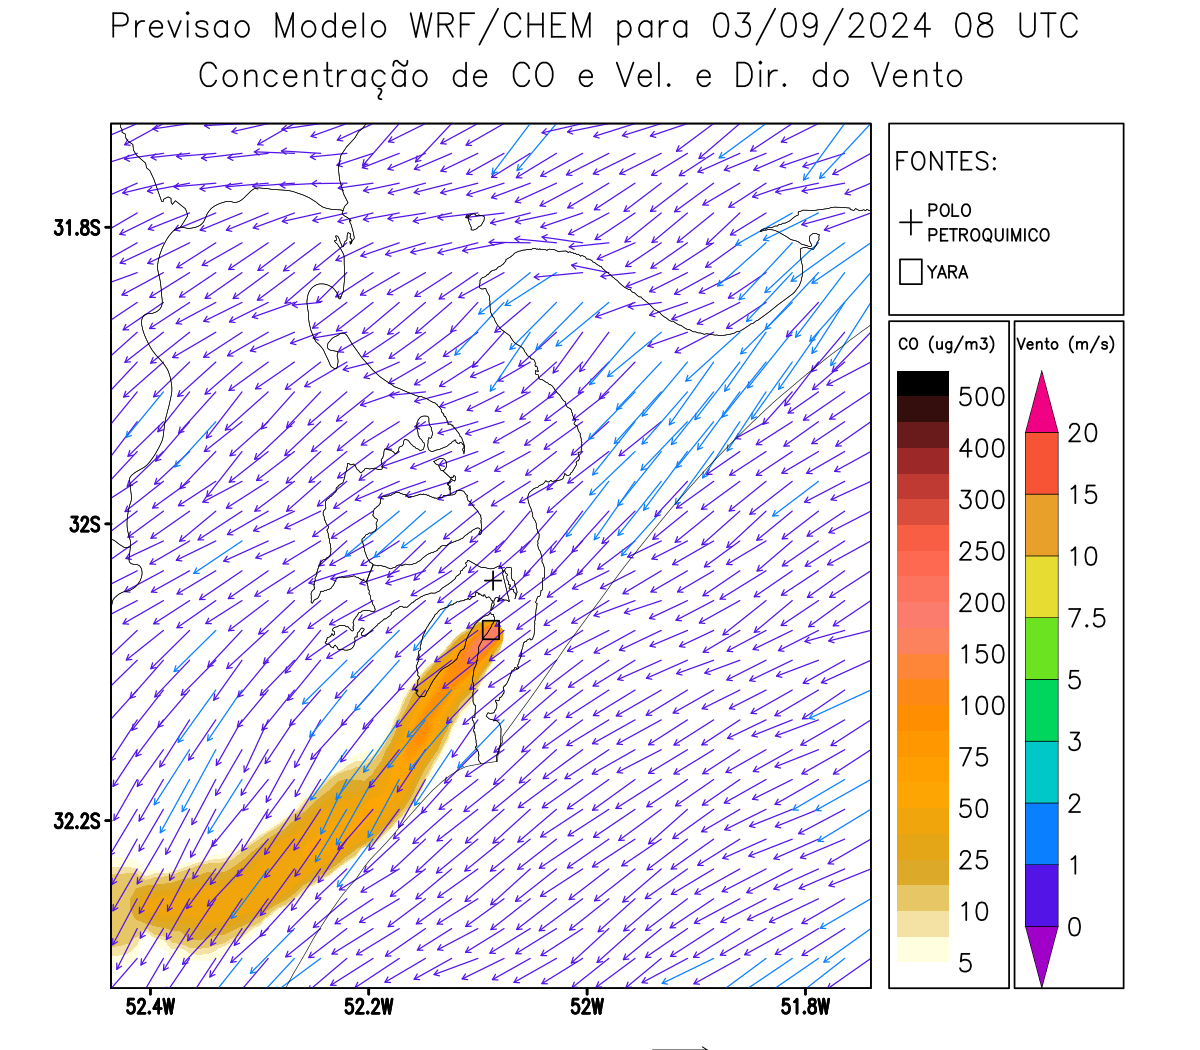 Previsao Modelo WRF/CHEM para 03/09/2024 08 UTC
Concentração de CO e Vel. e Dir. do Vento
FONTES:
POLO
PETROQUIMICO
YARA
CO (ug/m3)
500
400
300
250
200
150
100
75
50
25
10
5
Vento (m/s)
20
15
10
7.5
5
3
2
1
0
31.8S
32S
32.2S
52.4W
52.2W
52W
51.8W